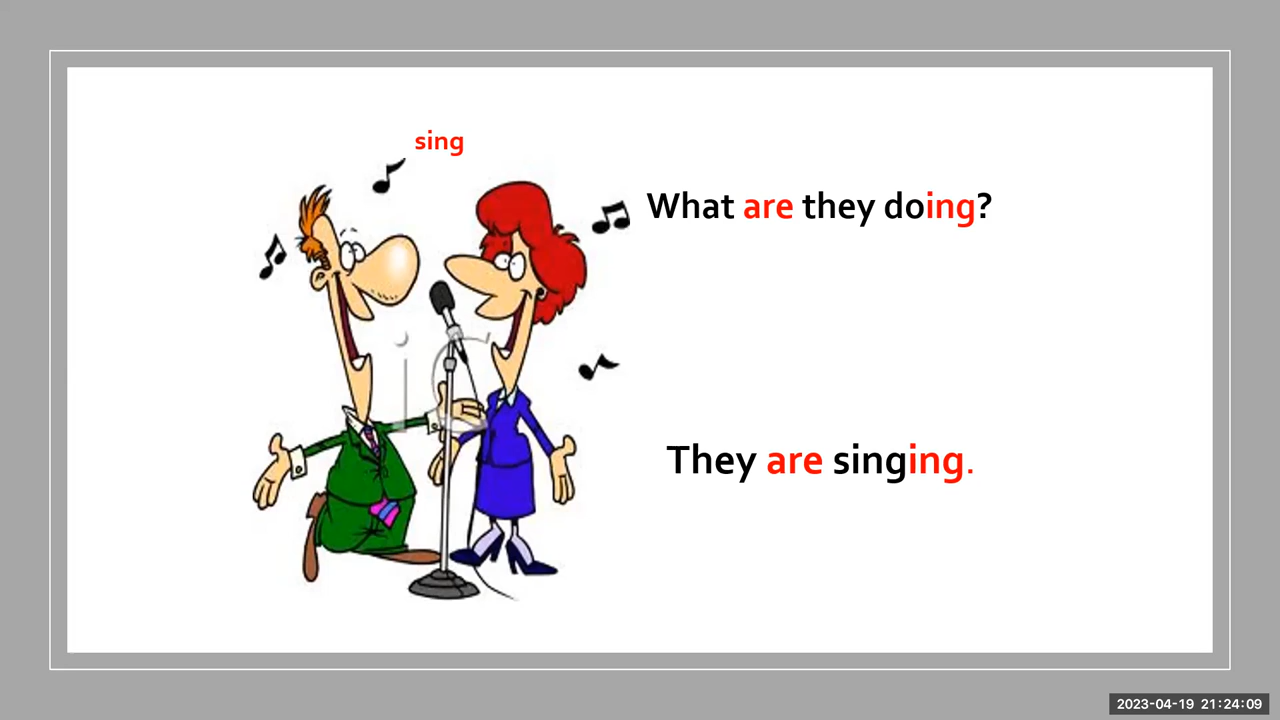 sing
What are they doing?
They are singing.
2023-04-19 21:24:09